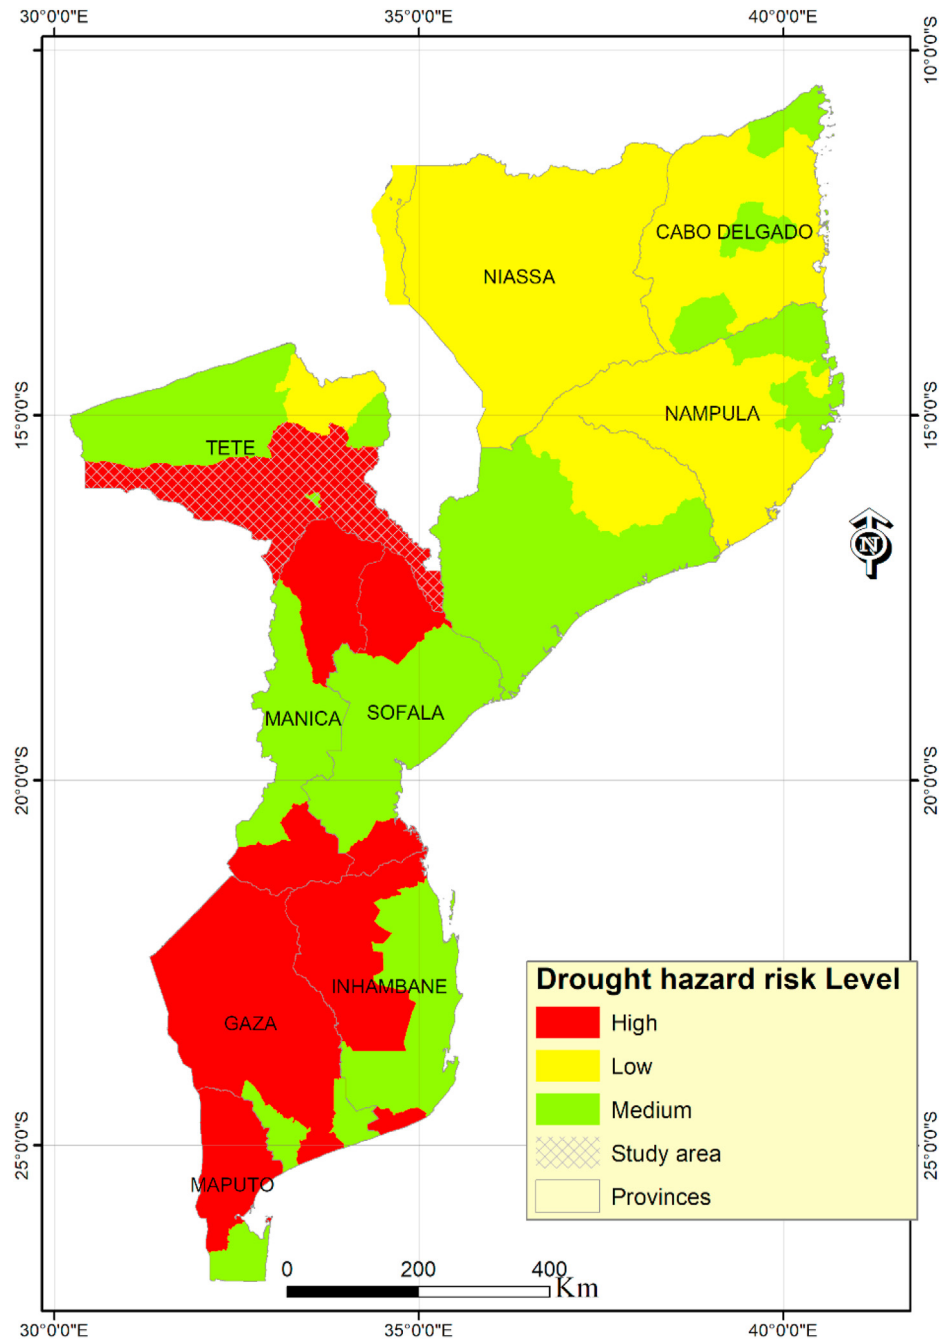 30°0'0"E 35°0'0"E 40°0'0"E
10°0'0"S 10°0'0"S
CABO DELGADO
NIASSA
NAMPULA
15°0'0"S 15°0'0"S
TETE
N
MANICA SOFALA
20°0'0"S 20°0'0"S
INHAMBANE
GAZA
Drought hazard risk Level
High
Low
Medium
Study area
Provinces
25°0'0"S 25°0'0"S
MAPUTO
0 200 400
Km
30°0'0"E 35°0'0"E 40°0'0"E